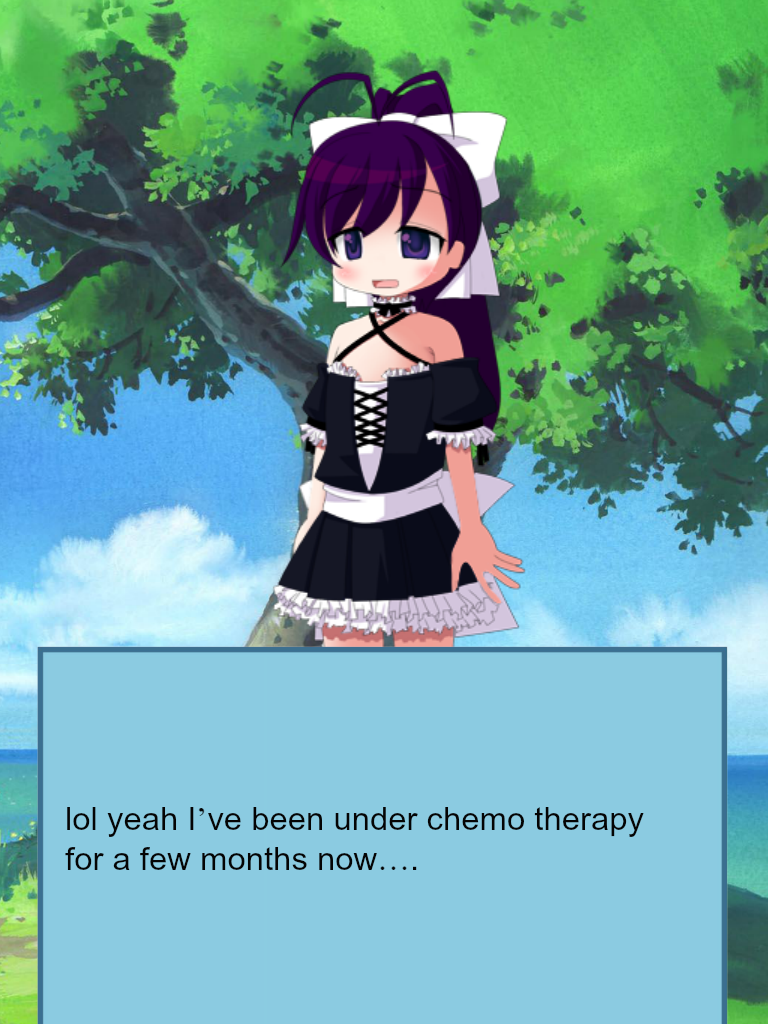 lol yeah I’ve been under chemo therapy
for a few months now….